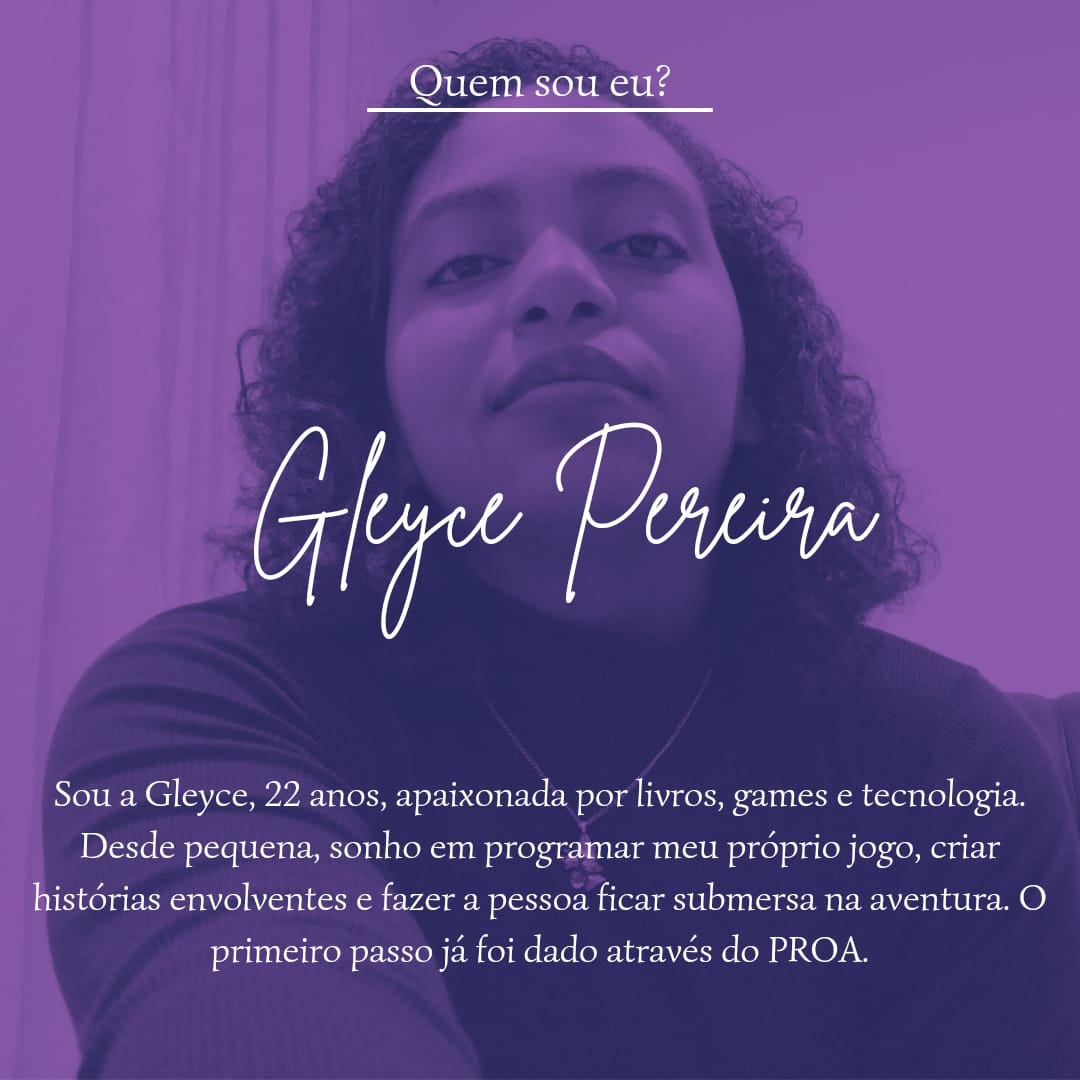 Quem sou eu?
Gleyce Pereira
Sou a Gleyce, 22 anos, apaixonada por livros, games e tecnologia.
Desde pequena, sonho em programar meu próprio jogo, criar
histórias envolventes e fazer a pessoa ficar submersa na aventura. O
primeiro passo já foi dado através do PROA.